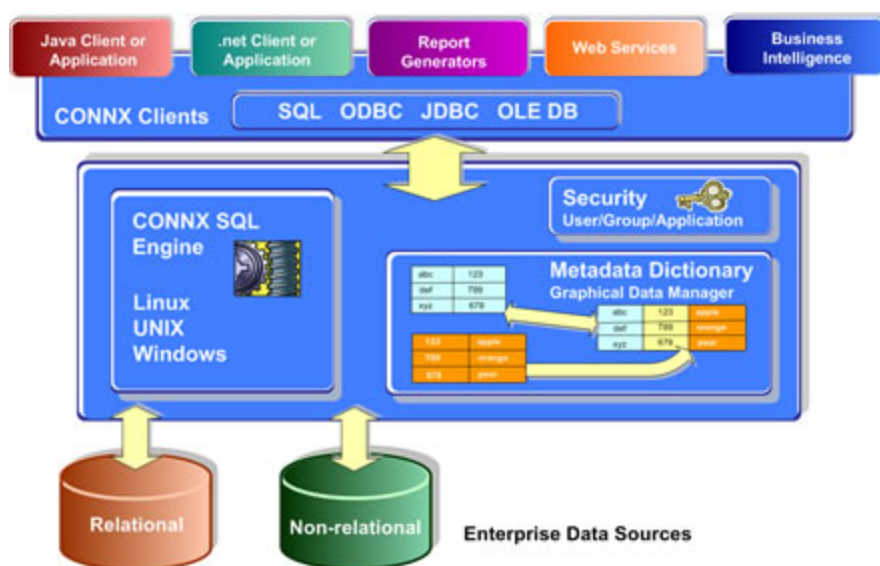 Java Client or
Application
.net Client or
Application
Report
Generators
Web Services
Business
Intelligence
CONNX Clients
SQL ODBC JDBC OLE DB
CONNX SQL
Engine
Linux
UNIX
Windows
Security
User/Group/Application
Metadata Dictionary
Graphical Data Manager
abc 123
def 789
xyz 678
abc 123 apple
def 789 orange
xyz 678 pear
123 apple
789 orange
678 pear
Relational
Non-relational
Enterprise Data Sources